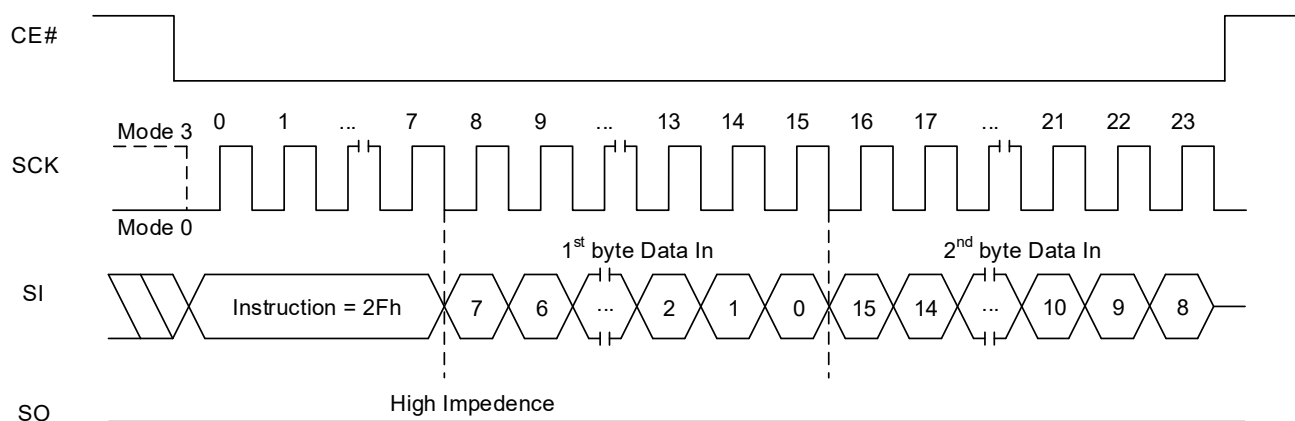 CE#
0 1 ... 7 8 9 ... 13 14 15 16 17 ... 21 22 23
Mode 3
SCK
Mode 0
1st byte Data In 2nd byte Data In
SI Instruction = 2Fh 7 6 ... 2 1 0 15 14 ... 10 9 8
High Impedence
SO